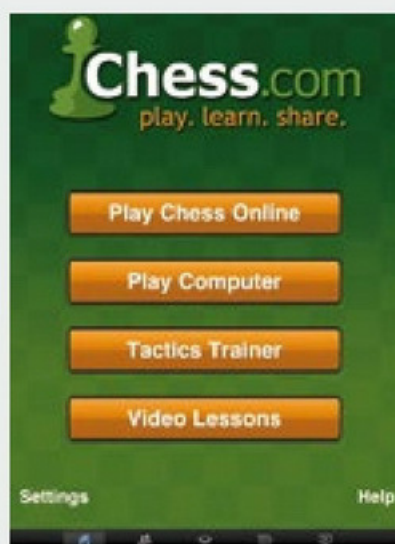 Chess.com
play. learn. share.
Play Chess Online
Play Computer
Tactics Trainer
Video Lessons
Settings Help